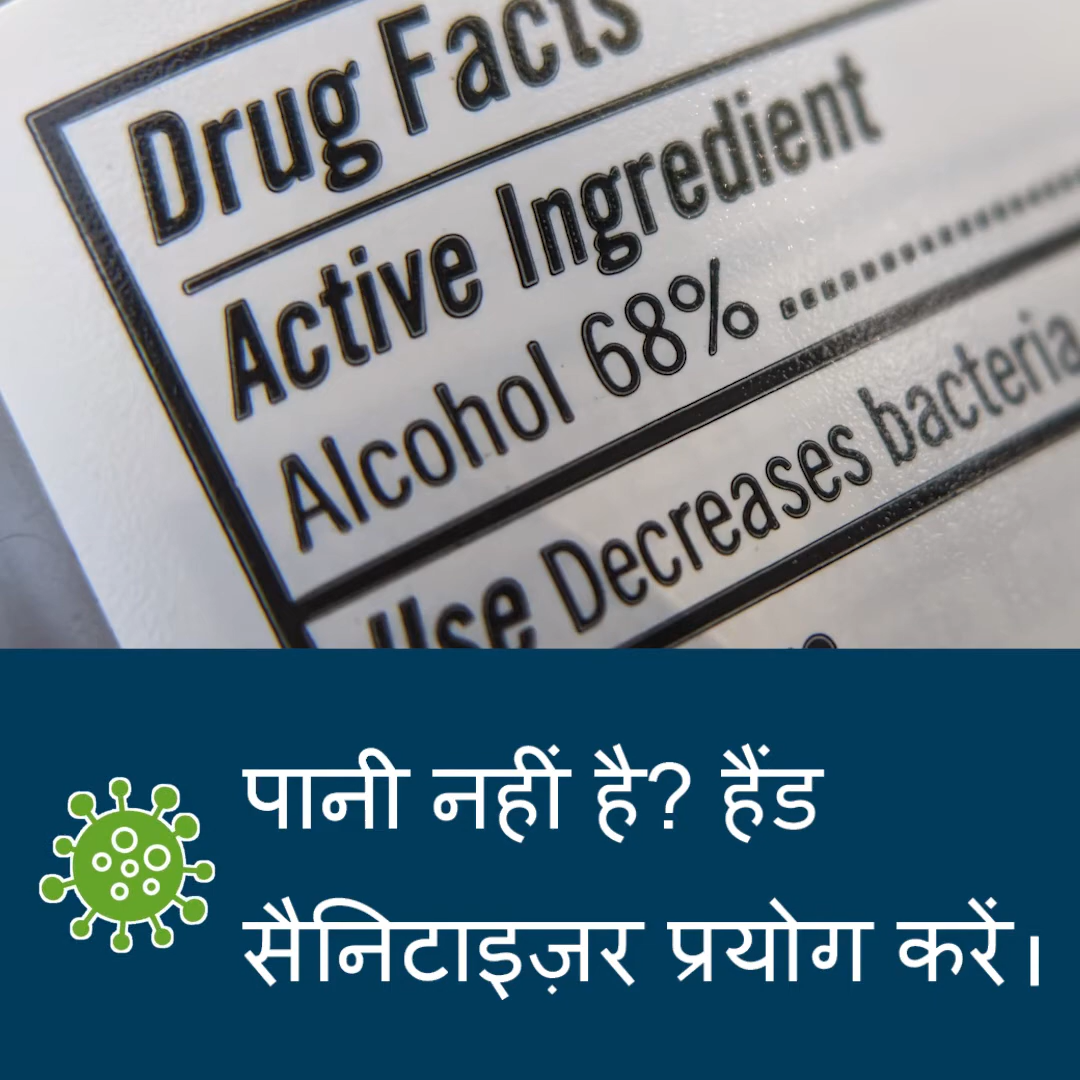 Drug Facts
Active Ingredient
Alcohol 68% ....................
Use Decreases bacteria
पानी नहीं है? हैंड
सैनिटाइज़र प्रयोग करें।